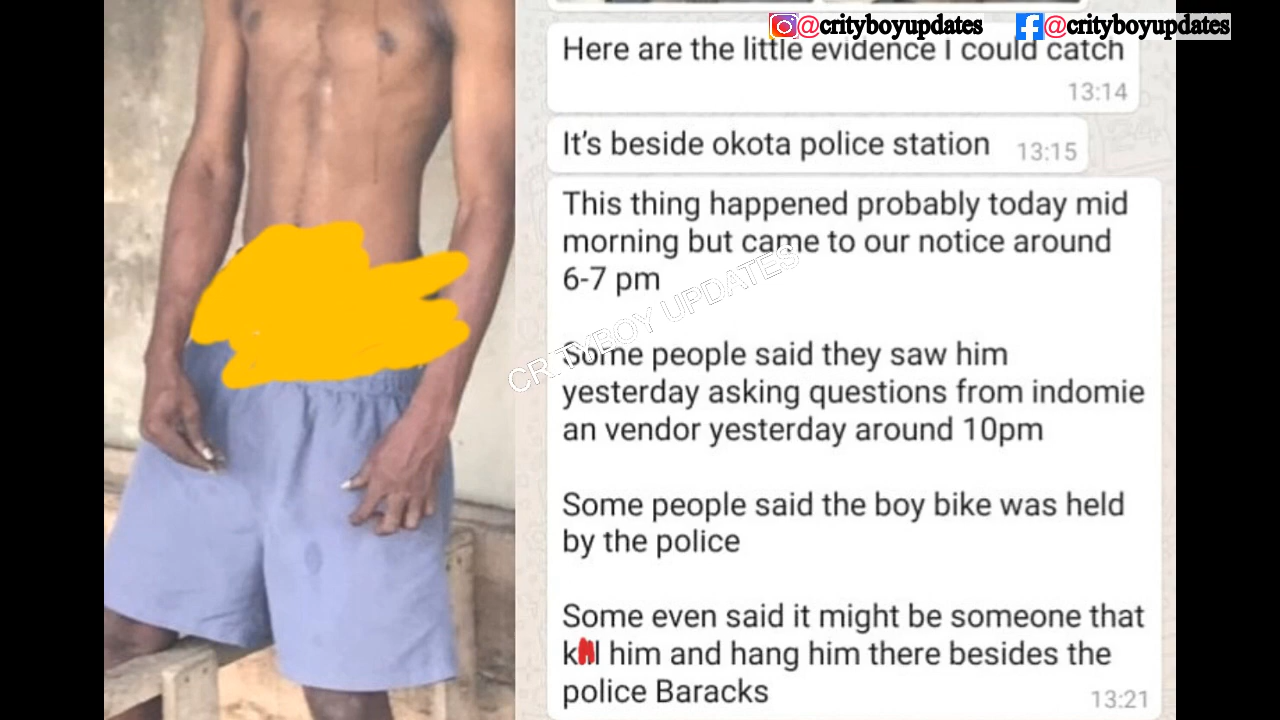 @crityboyupdates @crityboyupdates
Here are the little evidence I could catch
13:14
It's beside okota police station 13:15
This thing happened probably today mid
morning but came to our notice around
6-7 pm
CRITYBOY UPDATES
Some people said they saw him
yesterday asking questions from indomie
an vendor yesterday around 10pm
Some people said the boy bike was held
by the police
Some even said it might be someone that
him and hang him there besides the
police Baracks 13:21